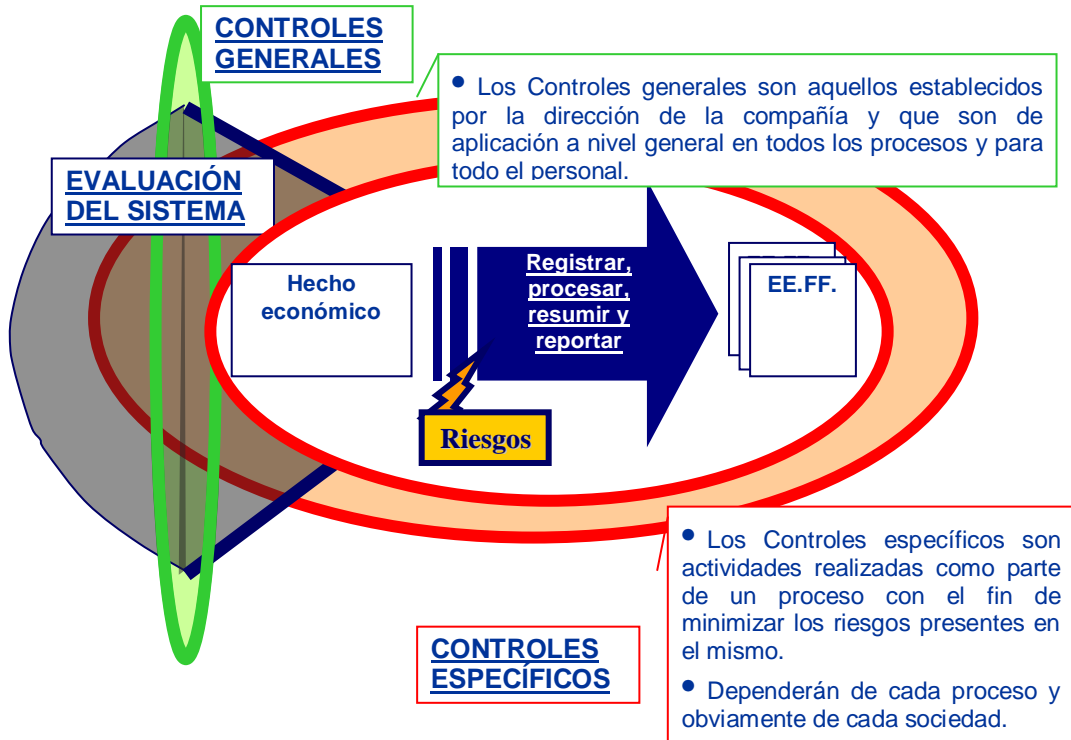 CONTROLES
GENERALES
• Los Controles generales son aquellos establecidos
por la dirección de la compañía y que son de
aplicación a nivel general en todos los procesos y para
todo el personal.
EVALUACIÓN
DEL SISTEMA
Hecho
económico
Registrar,
procesar,
resumir y
reportar
EE.FF.
Riesgos
CONTROLES
ESPECÍFICOS
• Los Controles específicos son
actividades realizadas como parte
de un proceso con el fin de
minimizar los riesgos presentes en
el mismo.
• Dependerán de cada proceso y
obviamente de cada sociedad.